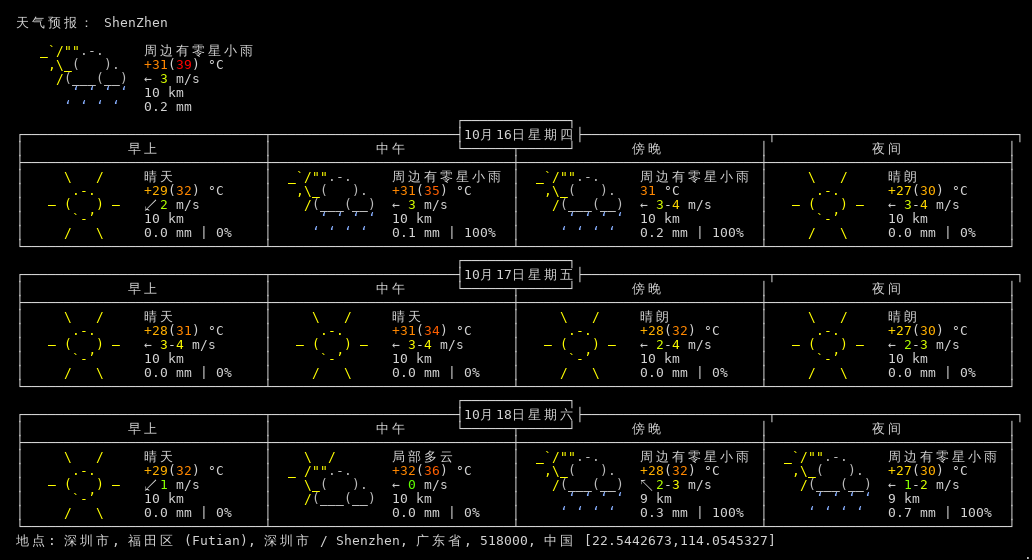 天气预报： ShenZhen
周边有零星小雨
+31(39) °C
← 3 m/s
10 km
0.2 mm
10月16日星期四
早上 中午 傍晚 夜间
晴天 周边有零星小雨 周边有零星小雨 晴朗
+29(32) °C +31(35) °C 31 °C +27(30) °C
↙ 2 m/s ← 3 m/s ← 3-4 m/s ← 3-4 m/s
10 km 10 km 10 km 10 km
0.0 mm | 0% 0.1 mm | 100% 0.2 mm | 100% 0.0 mm | 0%
10月17日星期五
早上 中午 傍晚 夜间
晴天 晴天 晴朗 晴朗
+28(31) °C +31(34) °C +28(32) °C +27(30) °C
← 3-4 m/s ← 3-4 m/s ← 2-4 m/s ← 2-3 m/s
10 km 10 km 10 km 10 km
0.0 mm | 0% 0.0 mm | 0% 0.0 mm | 0% 0.0 mm | 0%
10月18日星期六
早上 中午 傍晚 夜间
晴天 局部多云 周边有零星小雨 周边有零星小雨
+29(32) °C +32(36) °C +28(32) °C +27(30) °C
↙ 1 m/s ← 0 m/s ↖ 2-3 m/s ← 1-2 m/s
10 km 10 km 9 km 9 km
0.0 mm | 0% 0.0 mm | 0% 0.3 mm | 100% 0.7 mm | 100%
地点: 深圳市, 福田区 (Futian), 深圳市 / Shenzhen, 广东省, 518000, 中国 [22.5442673,114.0545327]